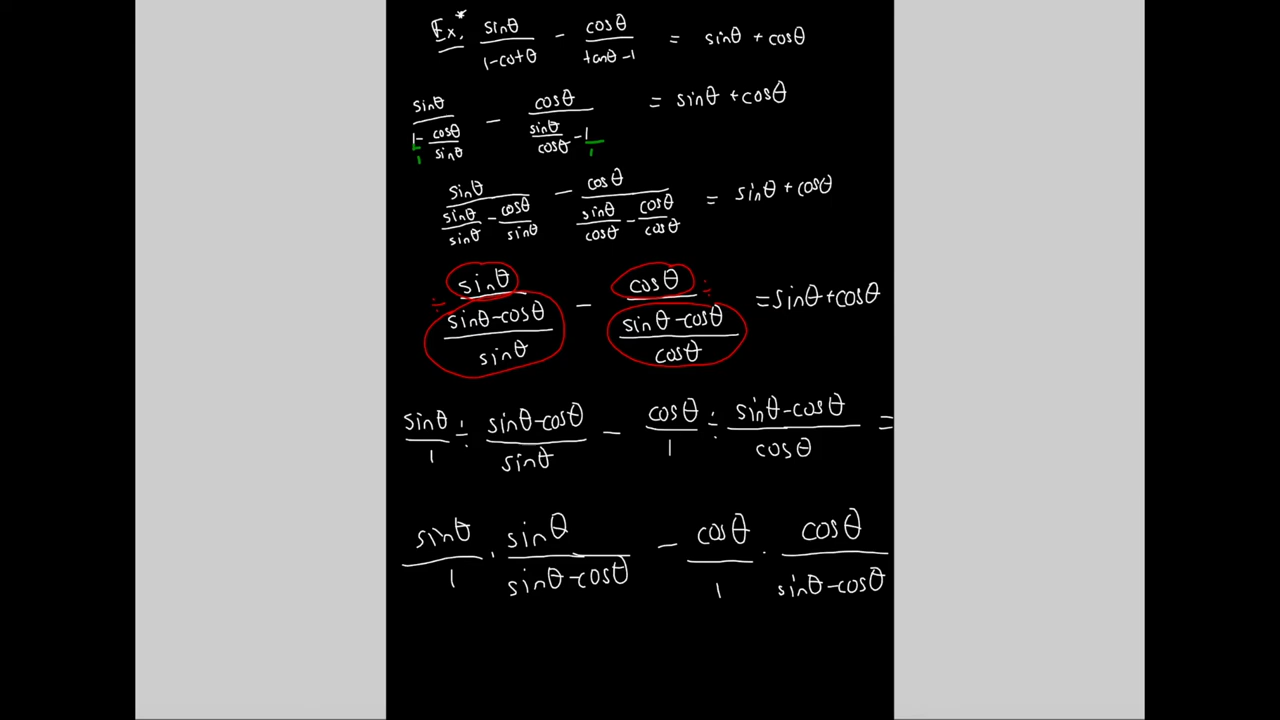 Ex.* sinθ/(1-cotθ) - cosθ/(tanθ-1) = sinθ + cosθ
sinθ/(1/1 - cosθ/sinθ) - cosθ/(sinθ/cosθ - 1/1) = sinθ + cosθ
sinθ/(sinθ/sinθ - cosθ/sinθ) - cosθ/(sinθ/cosθ - cosθ/cosθ) = sinθ + cosθ
÷ sinθ/((sinθ-cosθ)/sinθ) - cosθ/((sinθ-cosθ)/cosθ) ÷ = sinθ + cosθ
sinθ/1 ÷ (sinθ-cosθ)/sinθ - cosθ/1 ÷ (sinθ-cosθ)/cosθ =
sinθ/1 · sinθ/(sinθ-cosθ) - cosθ/1 · cosθ/(sinθ-cosθ)